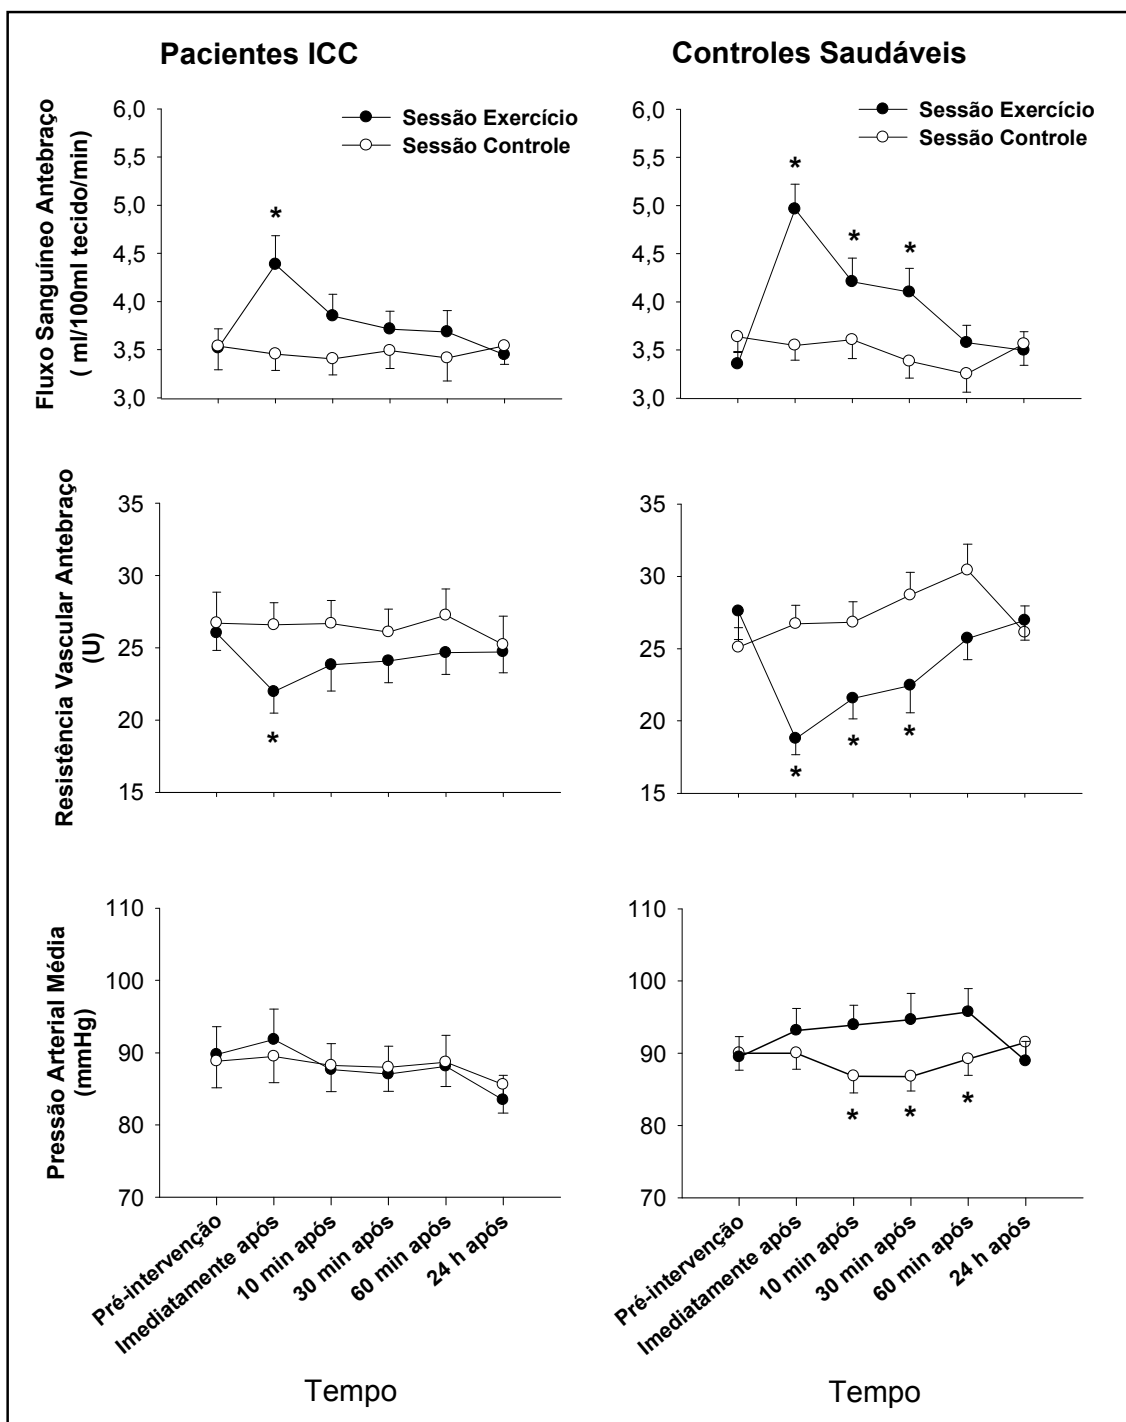 Pacientes ICC
Controles Saudáveis
Sessão Exercício
Sessão Controle
Sessão Exercício
Sessão Controle
Fluxo Sanguíneo Antebraço
( ml/100ml tecido/min)
6,0
5,5
5,0
4,5
4,0
3,5
3,0
*
6,0
5,5
5,0
4,5
4,0
3,5
3,0
*
*
*
Resistência Vascular Antebraço
(U)
35
30
25
20
15
*
35
30
25
20
15
*
*
*
Pressão Arterial Média
(mmHg)
110
100
90
80
70
110
100
90
80
70
*
*
*
Pré-intervenção
Imediatamente após
10 min após
30 min após
60 min após
24 h após
Pré-intervenção
Imediatamente após
10 min após
30 min após
60 min após
24 h após
Tempo
Tempo